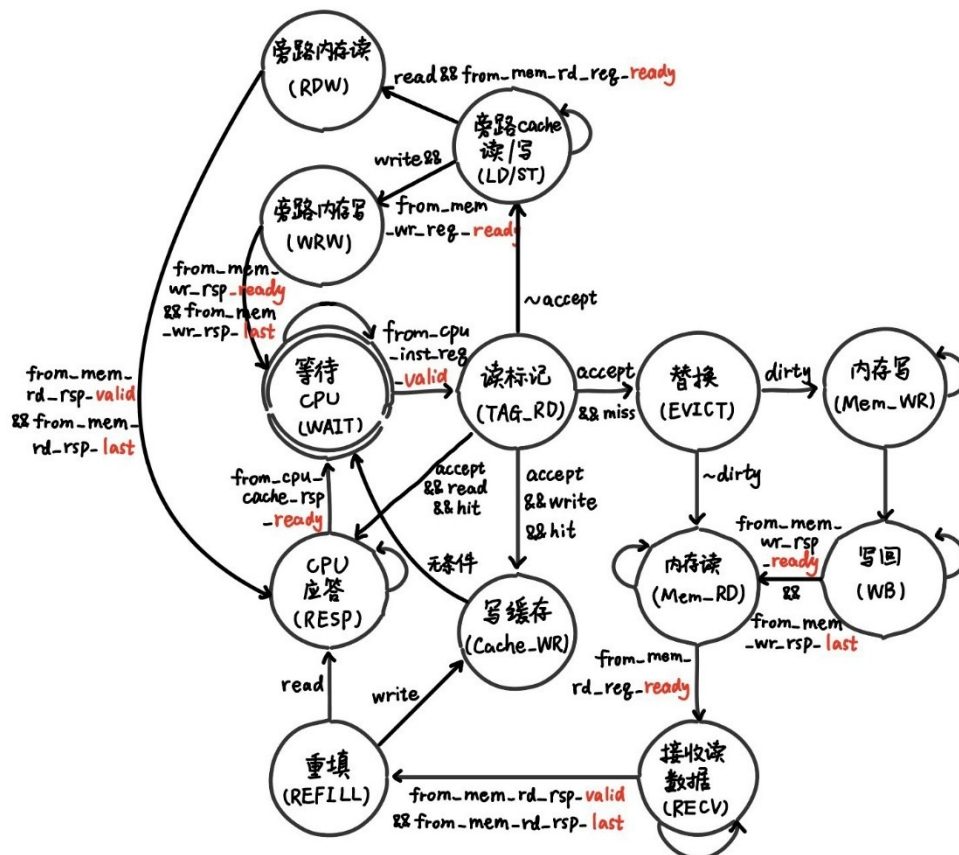 旁路内存读
(RDW)
read && from_mem_rd_req_ready
旁路cache
读/写
(LD/ST)
write &&
from_mem
_wr_req_ready
旁路内存写
(WRW)
from_mem_
wr_rsp_ready
&& from_mem
_wr_rsp_last
~accept
from_cpu
_inst_req
_valid
等待
CPU
(WAIT)
读标记
(TAG_RD)
accept
&& miss
替换
(EVICT)
dirty
内存写
(Mem_WR)
from_mem_
rd_rsp_valid
&& from_mem_
rd_rsp_last
from_cpu_
cache_rsp
_ready
accept
&& read
&& hit
accept
&& write
&& hit
~dirty
CPU
应答
(RESP)
无条件
写缓存
(Cache_WR)
内存读
(Mem_RD)
from_mem_
wr_rsp
_ready
&&
from_mem
_wr_rsp_last
写回
(WB)
from_mem_
rd_req_ready
read
write
重填
(REFILL)
from_mem_rd_rsp_valid
&& from_mem_rd_rsp_last
接收读
数据
(RECV)